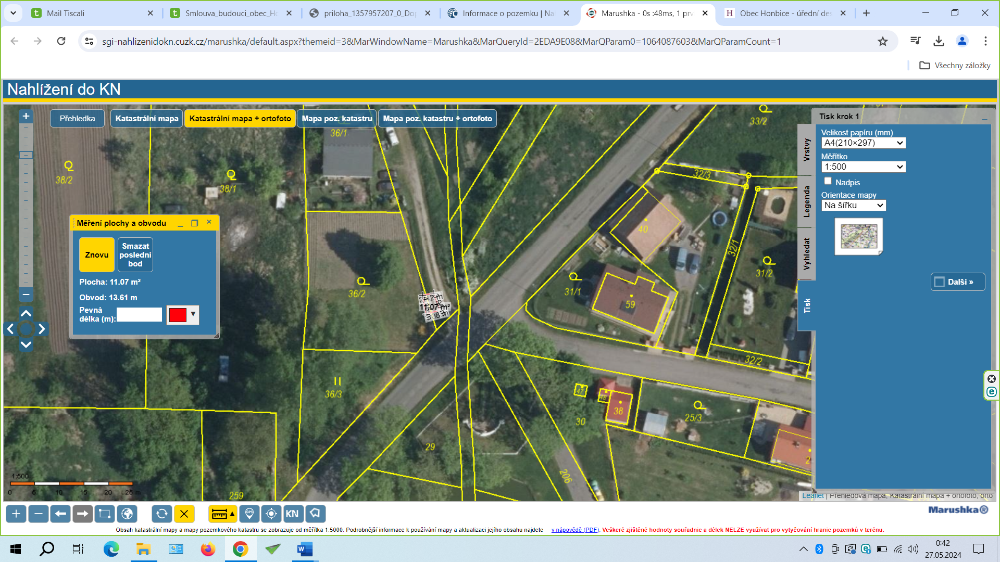 Mail Tiscali
Smlouva_budouci_obec_Ho
priloha_1357957207_0_Dop
Informace o pozemku | Nah
Marushka - 0s :48ms, 1 prv
Obec Honbice - úřední des
sgi-nahlizenidokn.cuzk.cz/marushka/default.aspx?themeid=3&MarWindowName=Marushka&MarQueryId=2EDA9E08&MarQParam0=1064087603&MarQParamCount=1
Všechny záložky
Nahlížení do KN
Přehledka
Katastrální mapa
Katastrální mapa + ortofoto
Mapa poz. katastru
Mapa poz. katastru + ortofoto
36/1
33/2
38/2
38/1
32/3
40
32/1
31/2
36/2
31/1
59
11.07 m²
32/2
36/3
47
48
38
30
25/3
29
206
259
2
Měření plochy a obvodu
Znovu
Smazat
poslední
bod
Plocha: 11.07 m²
Obvod: 13.61 m
Pevná
délka (m):
Tisk krok 1
Velikost papíru (mm)
A4(210×297)
Měřítko
1:500
Nadpis
Orientace mapy
Na šířku
Další »
Vrstvy
Legenda
Vyhledat
Tisk
1:500
0 5 10 15 20 25 m
Leaflet | Přehledová mapa, Katastrální mapa + ortofoto, orto
GPS
KN
Marushka®
Obsah katastrální mapy a mapy pozemkového katastru se zobrazuje od měřítka 1:5000. Podrobnější informace k používání mapy a aktualizaci jejího obsahu najdete v nápovědě (PDF). Veškeré zjištěné hodnoty souřadnic a délek NELZE využívat pro vytyčování hranic pozemků v terénu.
0:42
27.05.2024